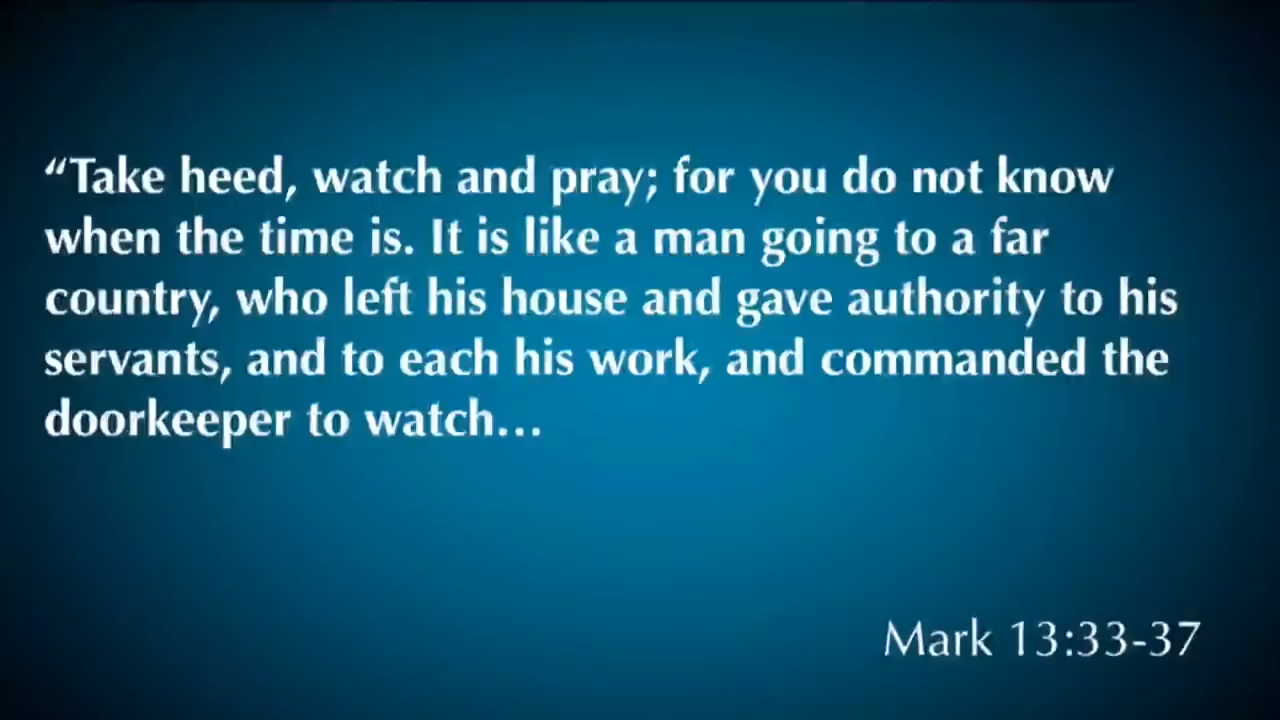 “Take heed, watch and pray; for you do not know
when the time is. It is like a man going to a far
country, who left his house and gave authority to his
servants, and to each his work, and commanded the
doorkeeper to watch…
Mark 13:33-37